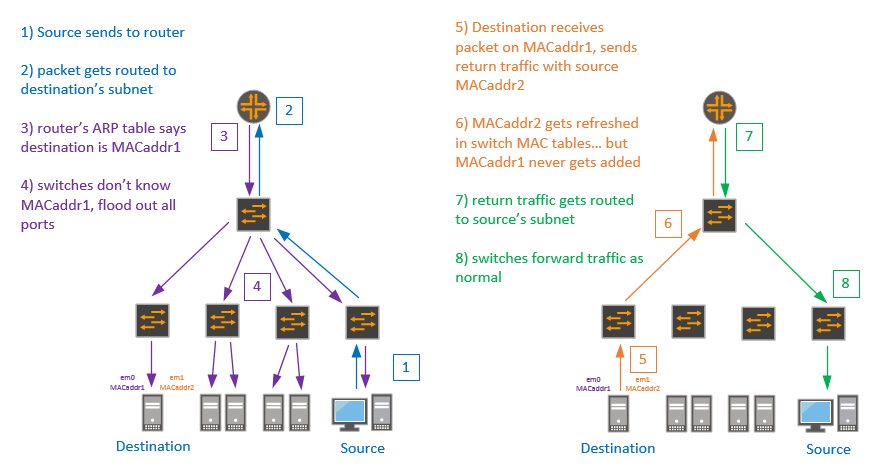 1) Source sends to router
2) packet gets routed to
destination's subnet
3) router's ARP table says
destination is MACaddr1
4) switches don't know
MACaddr1, flood out all
ports
2
3
4
1
em0
MACaddr1
em1
MACaddr2
Destination
Source
5) Destination receives
packet on MACaddr1, sends
return traffic with source
MACaddr2
6) MACaddr2 gets refreshed
in switch MAC tables... but
MACaddr1 never gets added
7) return traffic gets routed
to source's subnet
8) switches forward traffic as
normal
7
6
8
5
em0
MACaddr1
em1
MACaddr2
Destination
Source